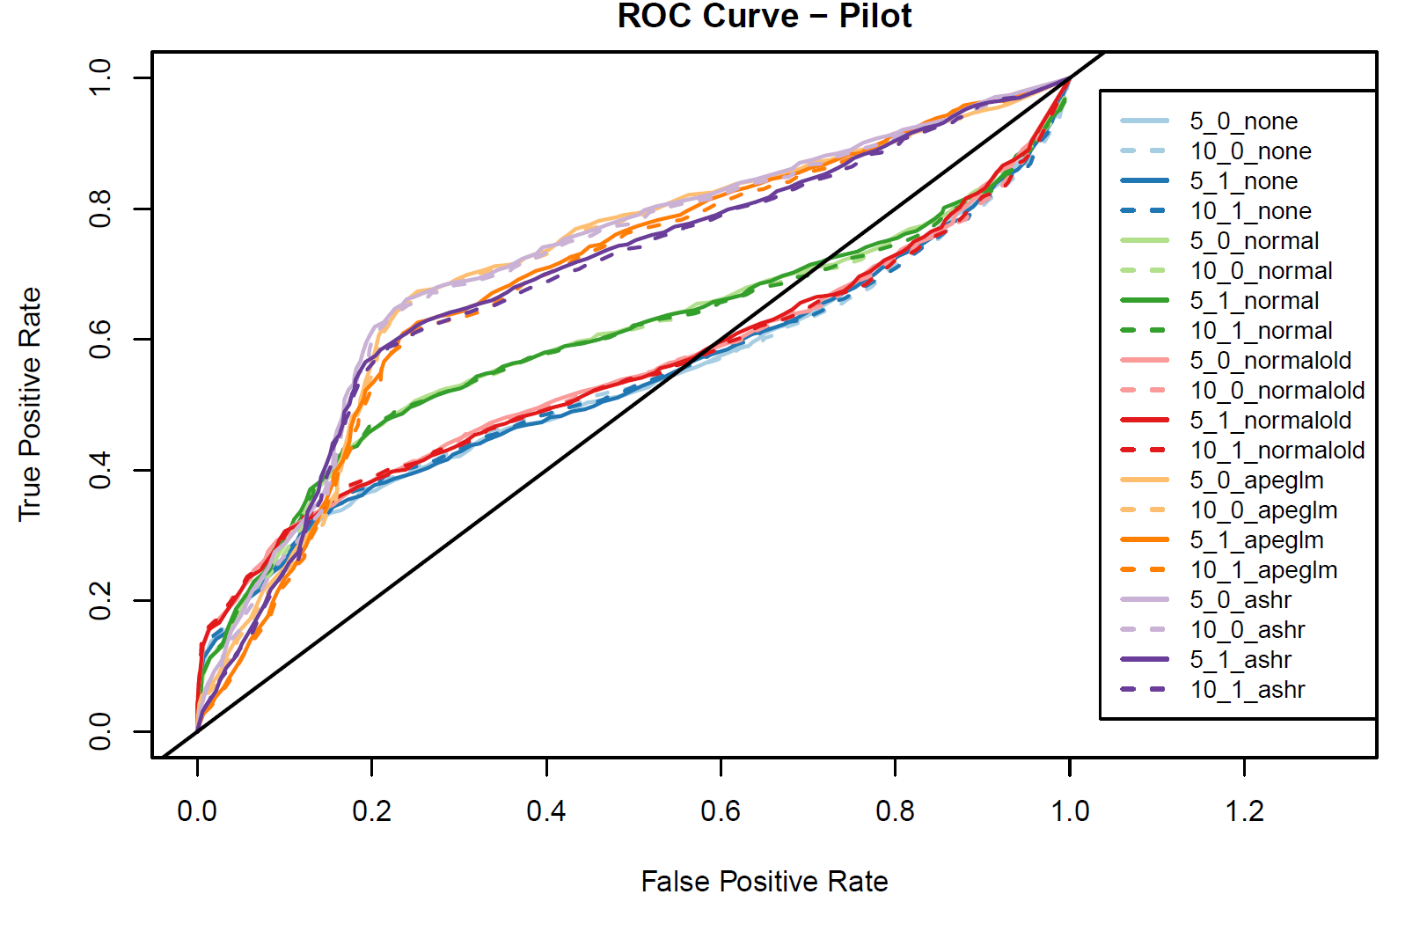 ROC Curve − Pilot
True Positive Rate
1.0
0.8
0.6
0.4
0.2
0.0
5_0_none
10_0_none
5_1_none
10_1_none
5_0_normal
10_0_normal
5_1_normal
10_1_normal
5_0_normalold
10_0_normalold
5_1_normalold
10_1_normalold
5_0_apeglm
10_0_apeglm
5_1_apeglm
10_1_apeglm
5_0_ashr
10_0_ashr
5_1_ashr
10_1_ashr
0.0 0.2 0.4 0.6 0.8 1.0 1.2
False Positive Rate